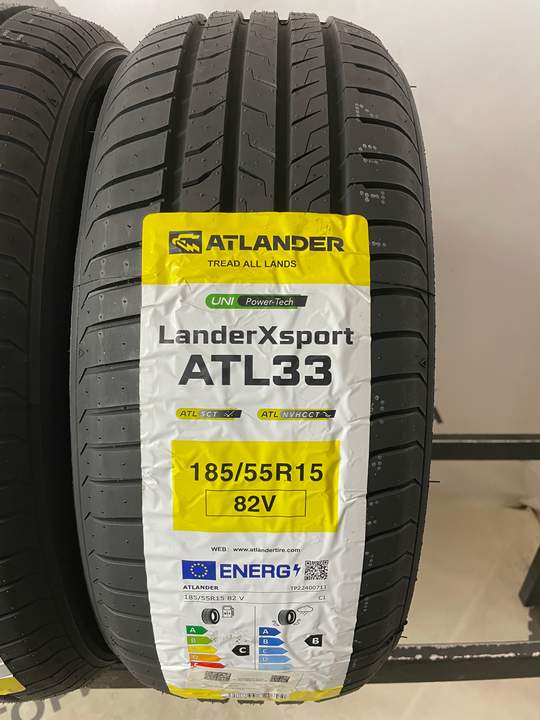 ATLANDER
TREAD ALL LANDS
UNI Power-Tech
LanderXsport
ATL33
ATL SCT ATL NVHCCT
185/55R15
82V
WEB: www.atlandertire.com
ENERG
ATLANDER TP22400711
185/55R15 82 V C1
A A
B B
C C
D
C B